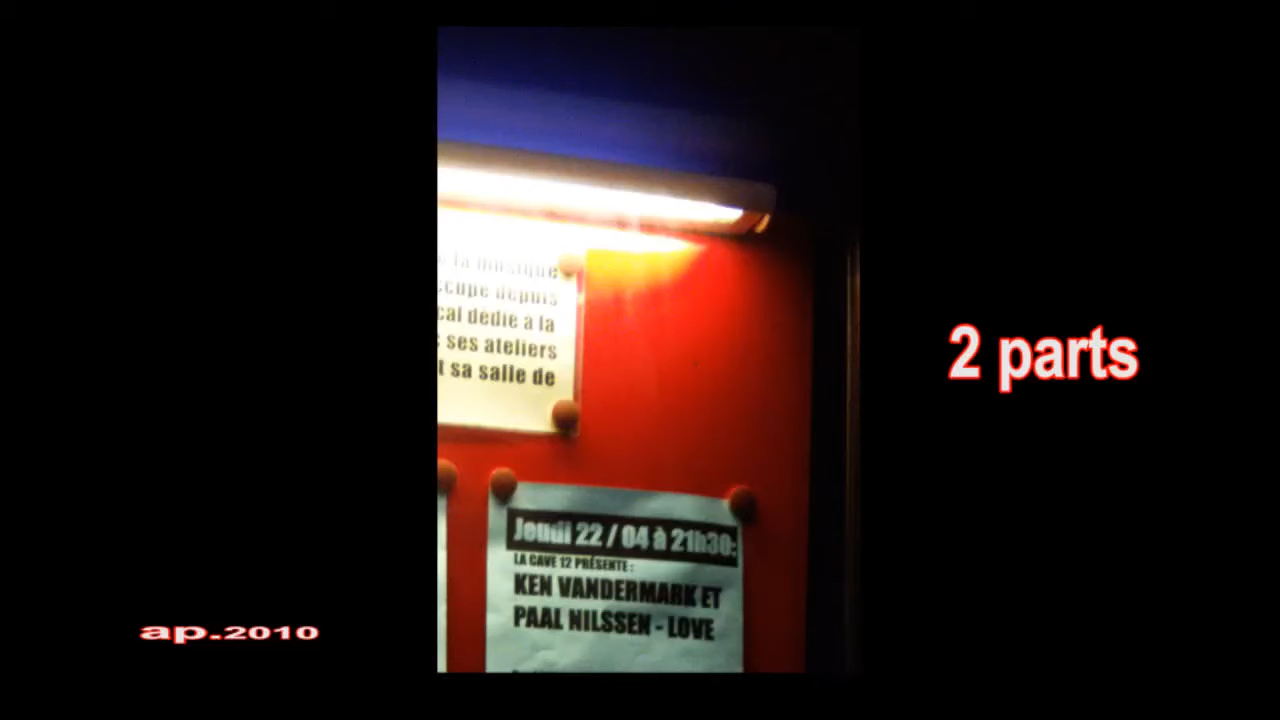 la musique
ccupe depuis
cal dédie a la
ses ateliers
t sa salle de
Jeudi 22 / 04 à 21h30:
LA CAVE 12 PRÉSENTE :
KEN VANDERMARK ET
PAAL NILSSEN - LOVE
2 parts
ap.2010